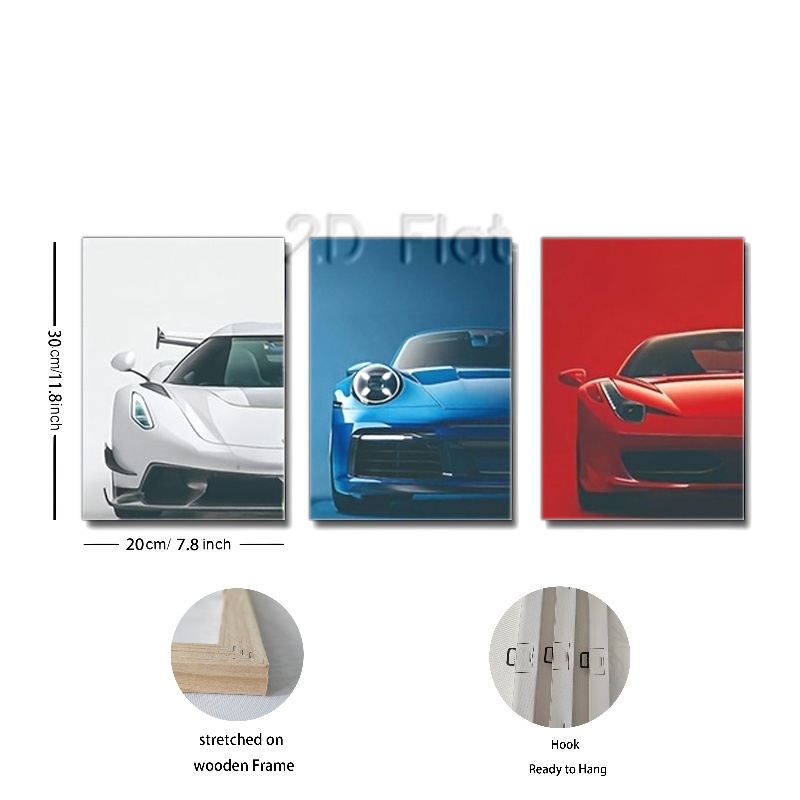 2D Flat
30cm/11.8inch
20cm/ 7.8 inch
stretched on
wooden Frame
Hook
Ready to Hang